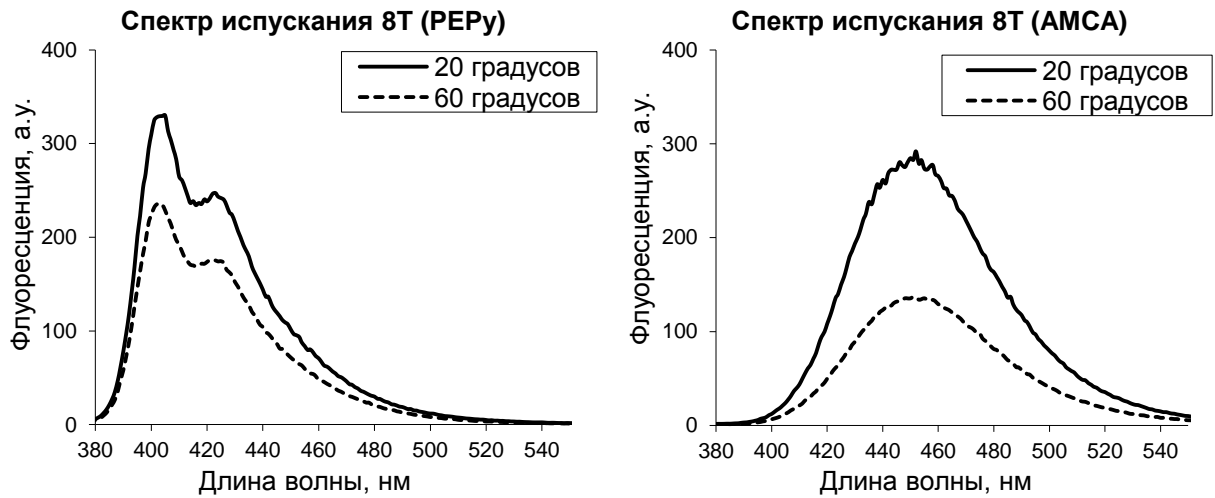 Спектр испускания 8Т (PEPy)
400
300
200
100
0
Флуоресценция, а.у.
20 градусов
60 градусов
380 400 420 440 460 480 500 520 540
Длина волны, нм
Спектр испускания 8Т (AMCA)
400
300
200
100
0
Флуоресценция, а.у.
20 градусов
60 градусов
380 400 420 440 460 480 500 520 540
Длина волны, нм